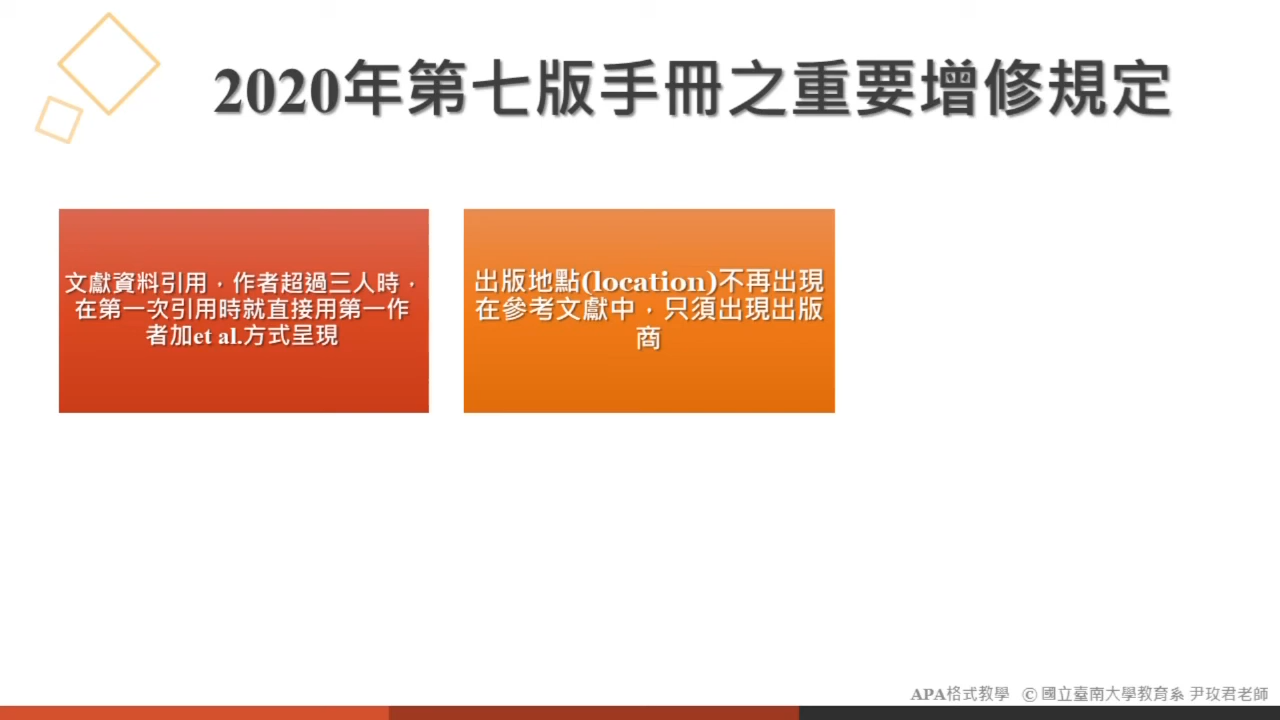 2020年第七版手冊之重要增修規定
文獻資料引用，作者超過三人時，
在第一次引用時就直接用第一作
者加et al.方式呈現
出版地點(location)不再出現
在參考文獻中，只須出現出版
商
APA格式教學 © 國立臺南大學教育系 尹玫君老師